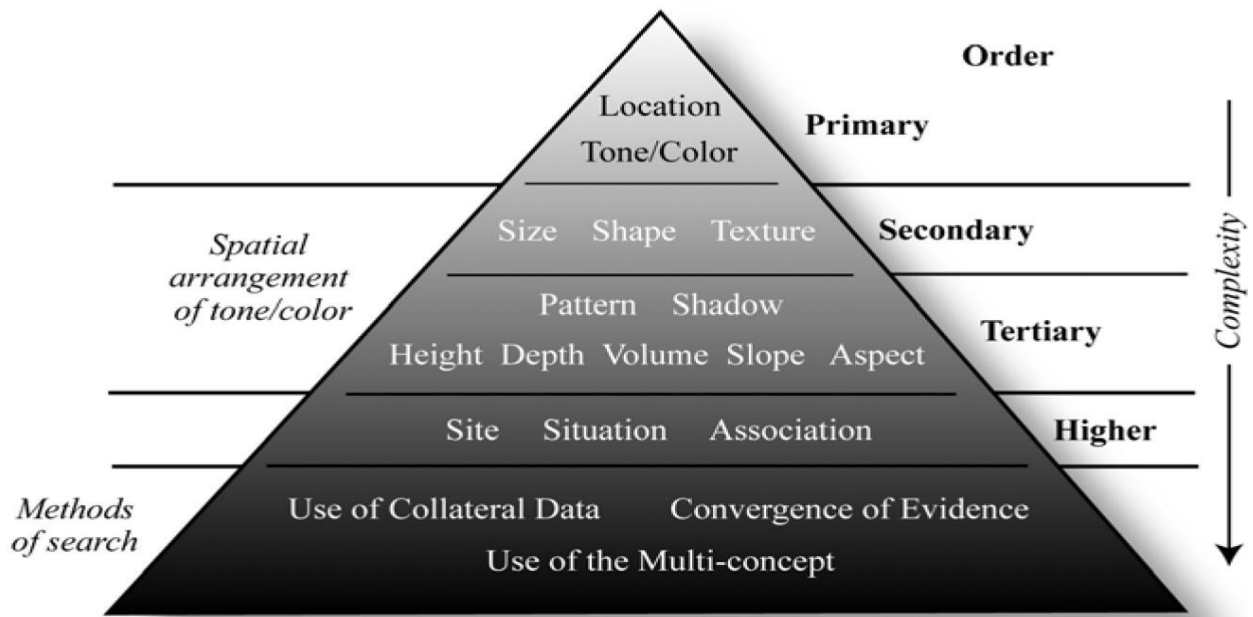 Order
Location
Primary
Tone/Color
Size Shape Texture
Secondary
Spatial
arrangement
of tone/color
Pattern Shadow
Tertiary
Height Depth Volume Slope Aspect
Complexity
Site Situation Association
Higher
Methods
of search
Use of Collateral Data Convergence of Evidence
Use of the Multi-concept